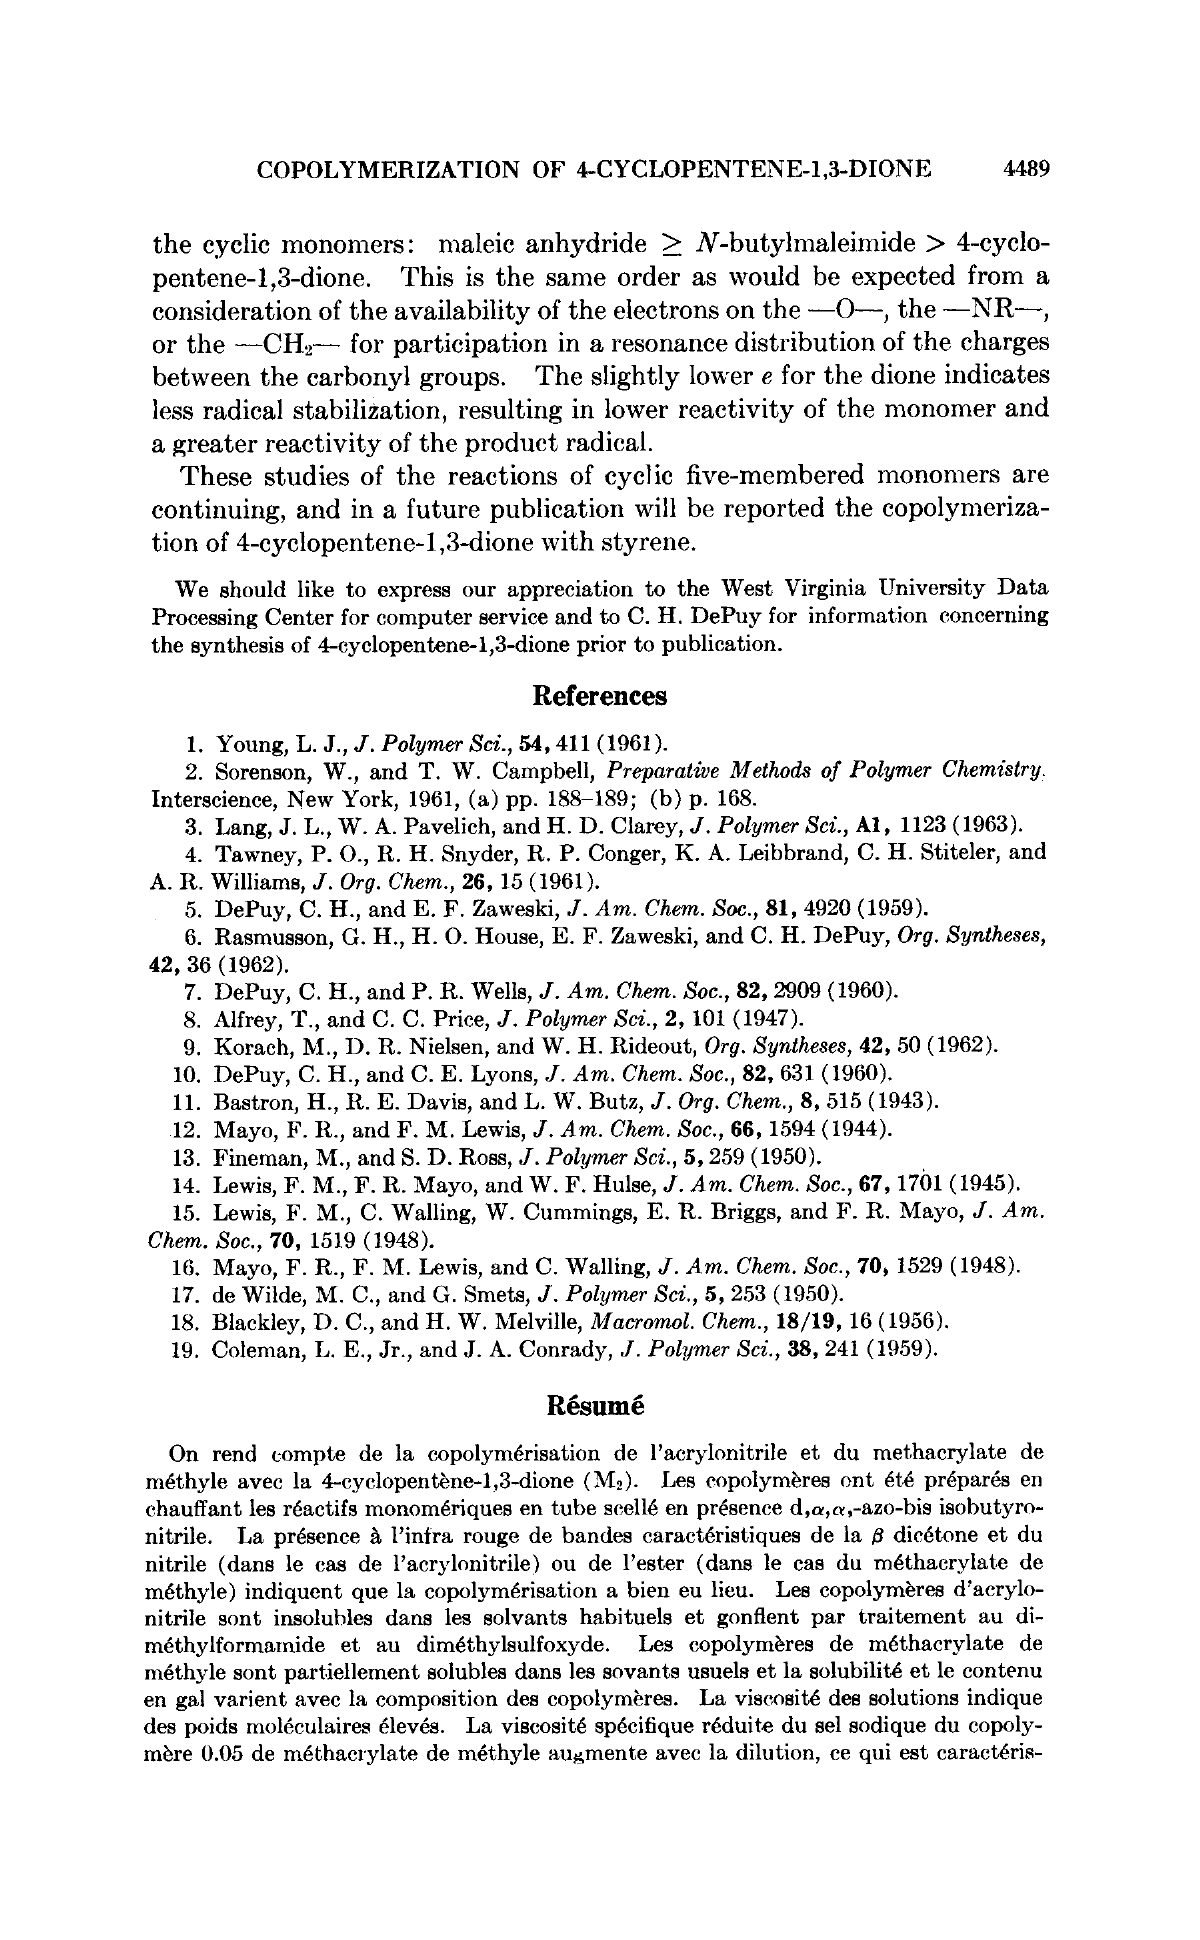 COPOLYMERIZATION OF 4-CYCLOPENTENE-1,3-DIONE 4489
the cyclic monomers: maleic anhydride ≥ N-butylmaleimide > 4-cyclo-
pentene-1,3-dione. This is the same order as would be expected from a
consideration of the availability of the electrons on the —O—, the —NR—,
or the —CH₂— for participation in a resonance distribution of the charges
between the carbonyl groups. The slightly lower e for the dione indicates
less radical stabilization, resulting in lower reactivity of the monomer and
a greater reactivity of the product radical.
These studies of the reactions of cyclic five-membered monomers are
continuing, and in a future publication will be reported the copolymeriza-
tion of 4-cyclopentene-1,3-dione with styrene.
We should like to express our appreciation to the West Virginia University Data
Processing Center for computer service and to C. H. DePuy for information concerning
the synthesis of 4-cyclopentene-1,3-dione prior to publication.
References
1. Young, L. J., J. Polymer Sci., 54, 411 (1961).
2. Sorenson, W., and T. W. Campbell, Preparative Methods of Polymer Chemistry.
Interscience, New York, 1961, (a) pp. 188–189; (b) p. 168.
3. Lang, J. L., W. A. Pavelich, and H. D. Clarey, J. Polymer Sci., A1, 1123 (1963).
4. Tawney, P. O., R. H. Snyder, R. P. Conger, K. A. Leibbrand, C. H. Stiteler, and
A. R. Williams, J. Org. Chem., 26, 15 (1961).
5. DePuy, C. H., and E. F. Zaweski, J. Am. Chem. Soc., 81, 4920 (1959).
6. Rasmusson, G. H., H. O. House, E. F. Zaweski, and C. H. DePuy, Org. Syntheses,
42, 36 (1962).
7. DePuy, C. H., and P. R. Wells, J. Am. Chem. Soc., 82, 2909 (1960).
8. Alfrey, T., and C. C. Price, J. Polymer Sci., 2, 101 (1947).
9. Korach, M., D. R. Nielsen, and W. H. Rideout, Org. Syntheses, 42, 50 (1962).
10. DePuy, C. H., and C. E. Lyons, J. Am. Chem. Soc., 82, 631 (1960).
11. Bastron, H., R. E. Davis, and L. W. Butz, J. Org. Chem., 8, 515 (1943).
12. Mayo, F. R., and F. M. Lewis, J. Am. Chem. Soc., 66, 1594 (1944).
13. Fineman, M., and S. D. Ross, J. Polymer Sci., 5, 259 (1950).
14. Lewis, F. M., F. R. Mayo, and W. F. Hulse, J. Am. Chem. Soc., 67, 1701 (1945).
15. Lewis, F. M., C. Walling, W. Cummings, E. R. Briggs, and F. R. Mayo, J. Am.
Chem. Soc., 70, 1519 (1948).
16. Mayo, F. R., F. M. Lewis, and C. Walling, J. Am. Chem. Soc., 70, 1529 (1948).
17. de Wilde, M. C., and G. Smets, J. Polymer Sci., 5, 253 (1950).
18. Blackley, D. C., and H. W. Melville, Macromol. Chem., 18/19, 16 (1956).
19. Coleman, L. E., Jr., and J. A. Conrady, J. Polymer Sci., 38, 241 (1959).
Résumé
On rend compte de la copolymérisation de l'acrylonitrile et du methacrylate de
méthyle avec la 4-cyclopentène-1,3-dione (M₂). Les copolymères ont été préparés en
chauffant les réactifs monomériques en tube scellé en présence d,α,α,-azo-bis isobutyro-
nitrile. La présence à l'infra rouge de bandes caractéristiques de la β dicétone et du
nitrile (dans le cas de l'acrylonitrile) ou de l'ester (dans le cas du méthacrylate de
méthyle) indiquent que la copolymérisation a bien eu lieu. Les copolymères d'acrylo-
nitrile sont insolubles dans les solvants habituels et gonflent par traitement au di-
méthylformamide et au diméthylsulfoxyde. Les copolymères de méthacrylate de
méthyle sont partiellement solubles dans les sovants usuels et la solubilité et le contenu
en gal varient avec la composition des copolymères. La viscosité des solutions indique
des poids moléculaires élevés. La viscosité spécifique réduite du sel sodique du copoly-
mère 0.05 de méthacrylate de méthyle augmente avec la dilution, ce qui est caractéris-